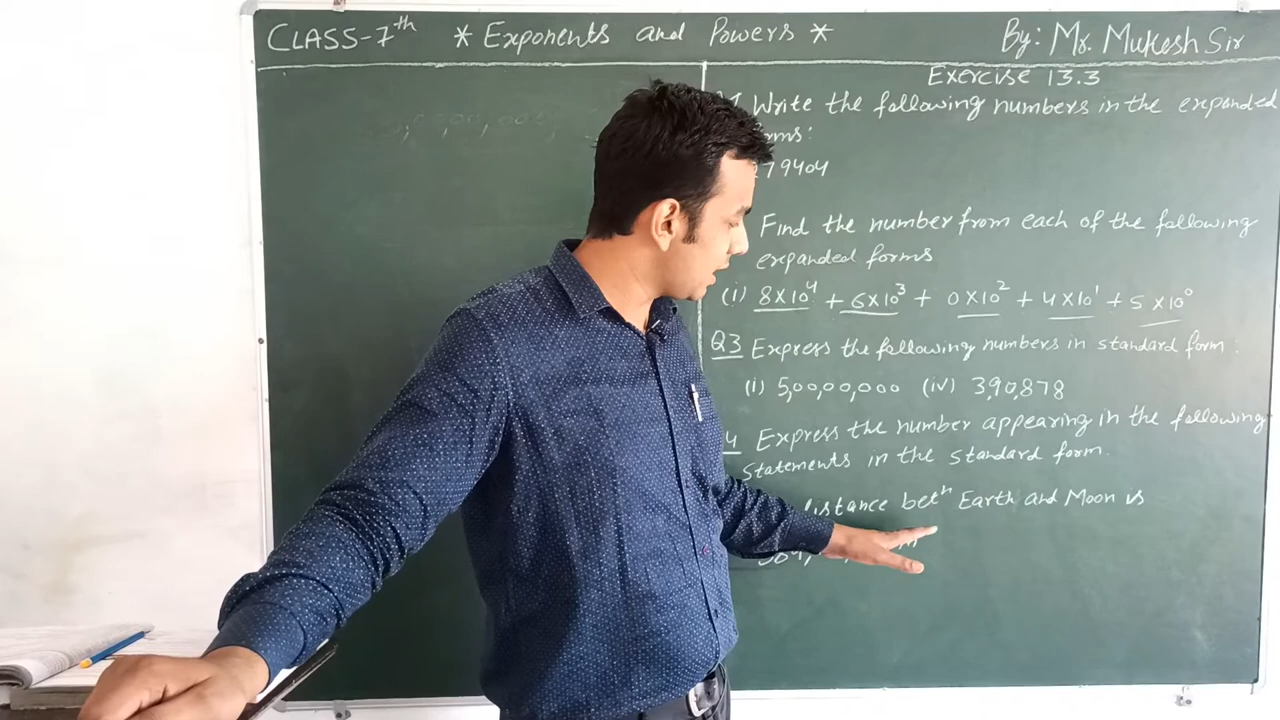 CLASS-7th * Exponents and Powers * By: Mr. Mukesh Sir
Exercise 13.3
Write the following numbers in the expanded
forms:
279404
Find the number from each of the following
expanded forms
(i) 8×10⁴ + 6×10³ + 0×10² + 4×10¹ + 5×10⁰
Q3 Express the following numbers in standard form:
(i) 5,00,00,000 (iv) 3,90,878
4 Express the number appearing in the following
statements in the standard form.
distance betⁿ Earth and Moon is